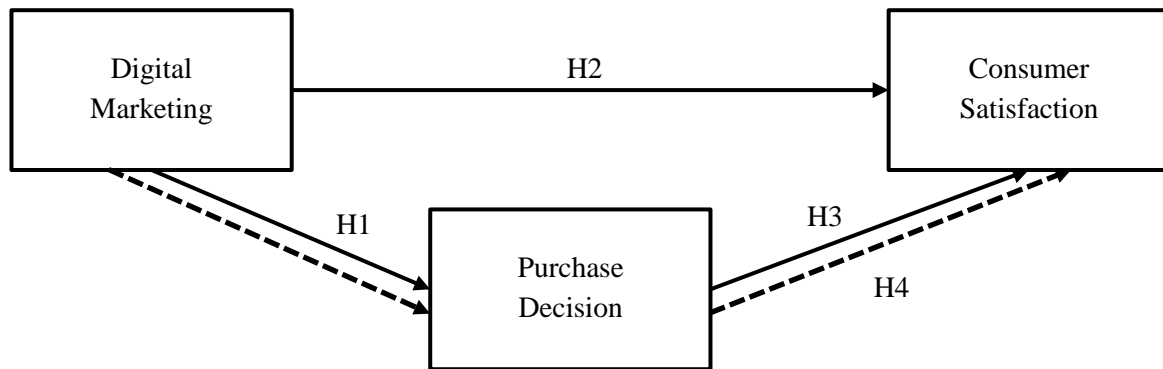 Digital
Marketing
H2
Consumer
Satisfaction
H1
Purchase
Decision
H3
H4